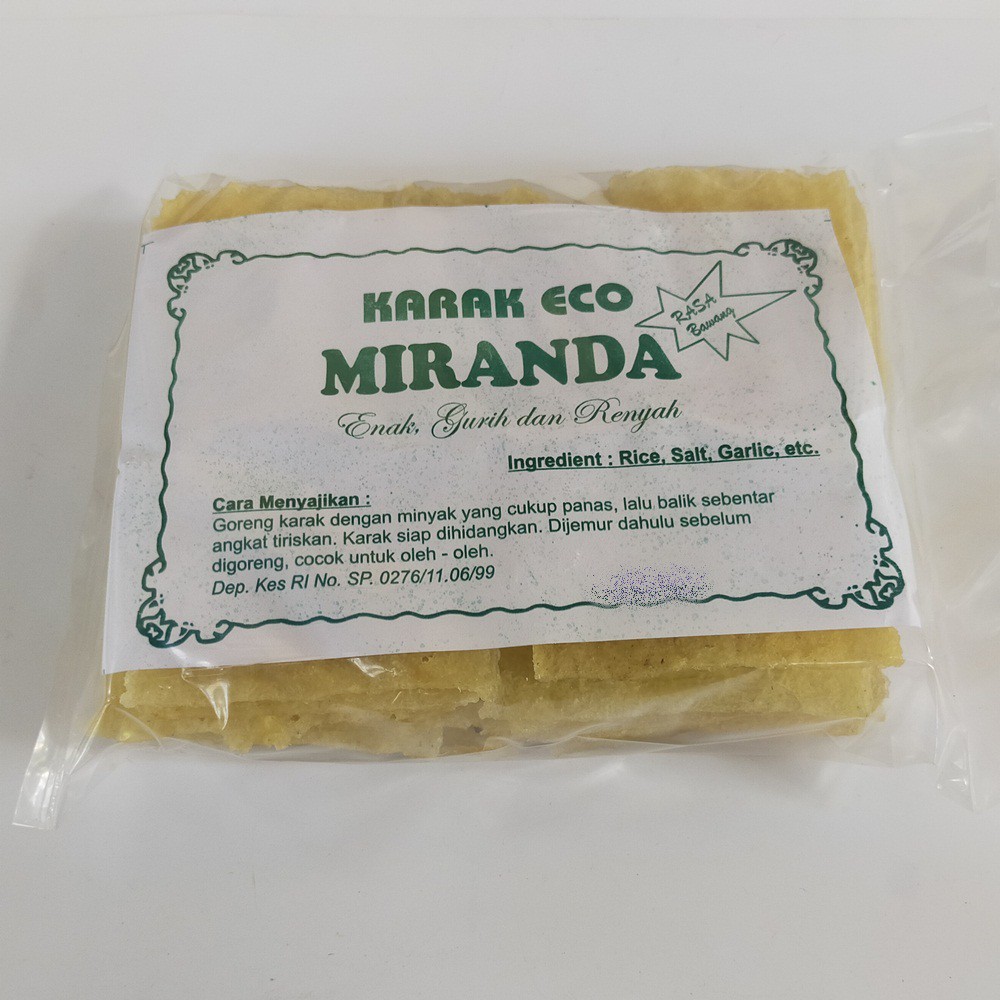 KARAK ECO
RASA
Bawang
MIRANDA
Enak, Gurih dan Renyah
Ingredient : Rice, Salt, Garlic, etc.
Cara Menyajikan :
Goreng karak dengan minyak yang cukup panas, lalu balik sebentar
angkat tiriskan. Karak siap dihidangkan. Dijemur dahulu sebelum
digoreng, cocok untuk oleh - oleh.
Dep. Kes RI No. SP. 0276/11.06/99